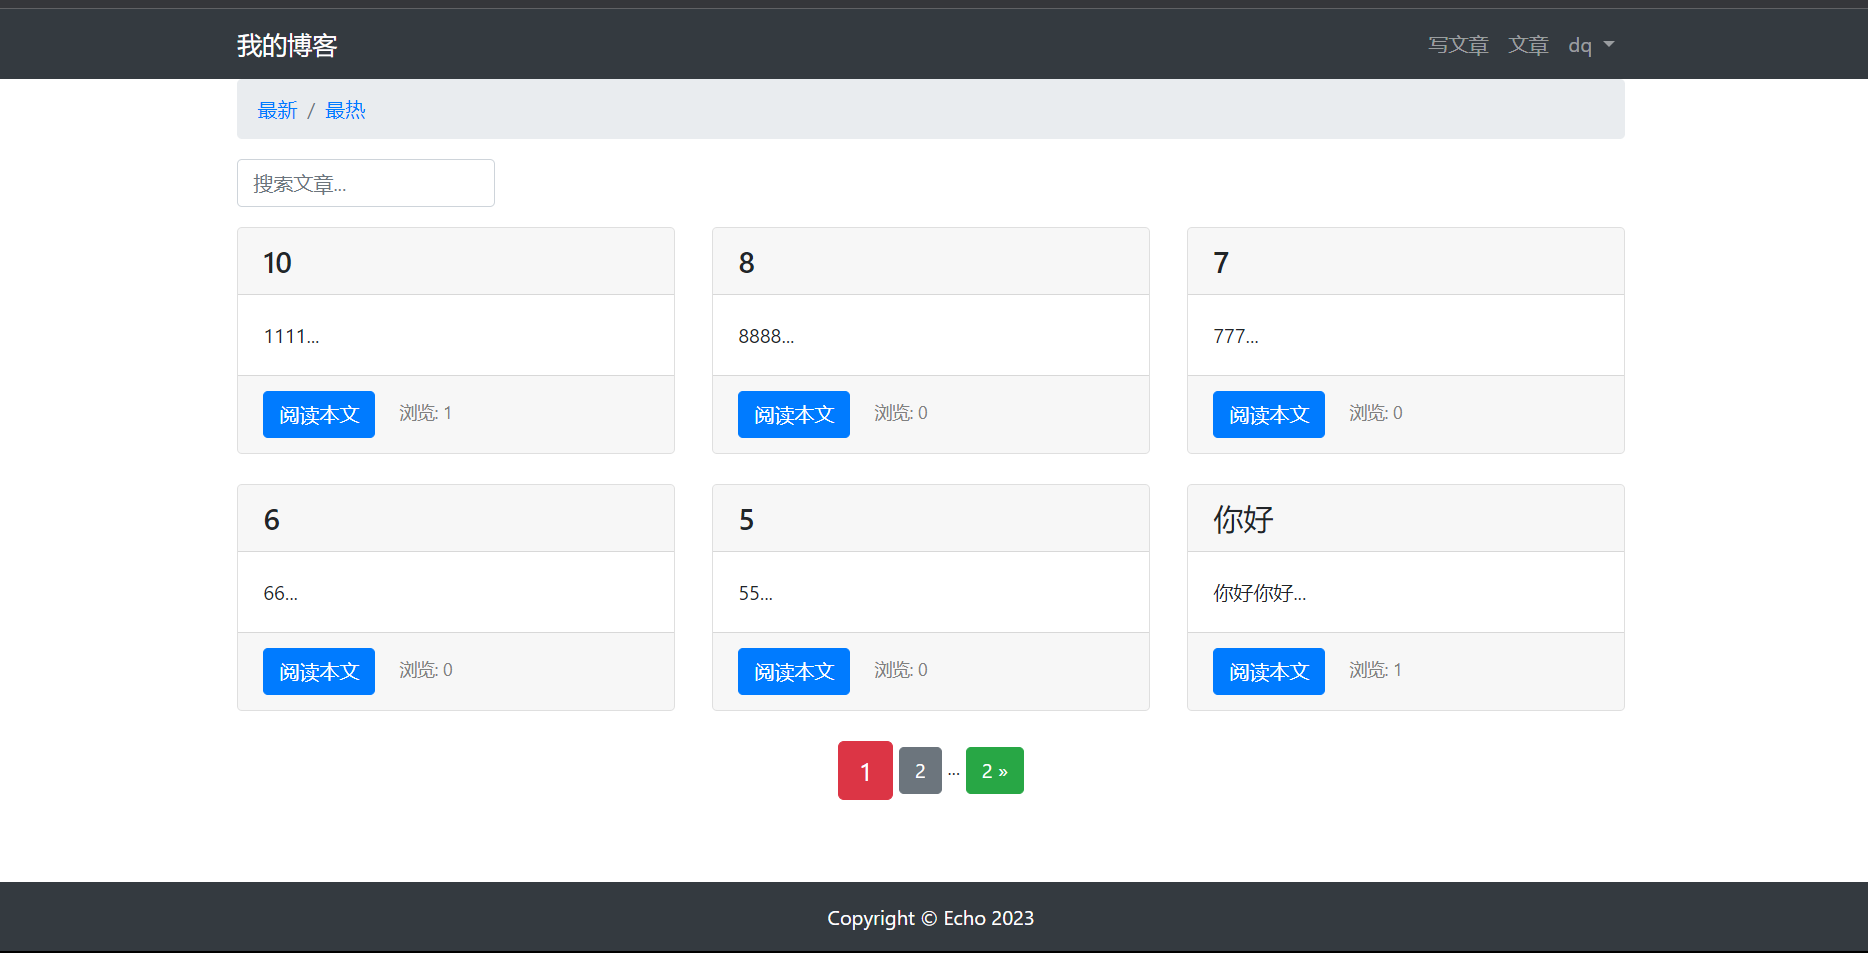 我的博客
写文章 文章 dq
最新 / 最热
搜索文章...
10
1111...
阅读本文 浏览: 1
8
8888...
阅读本文 浏览: 0
7
777...
阅读本文 浏览: 0
6
66...
阅读本文 浏览: 0
5
55...
阅读本文 浏览: 0
你好
你好你好...
阅读本文 浏览: 1
1 2 ... 2 »
Copyright © Echo 2023